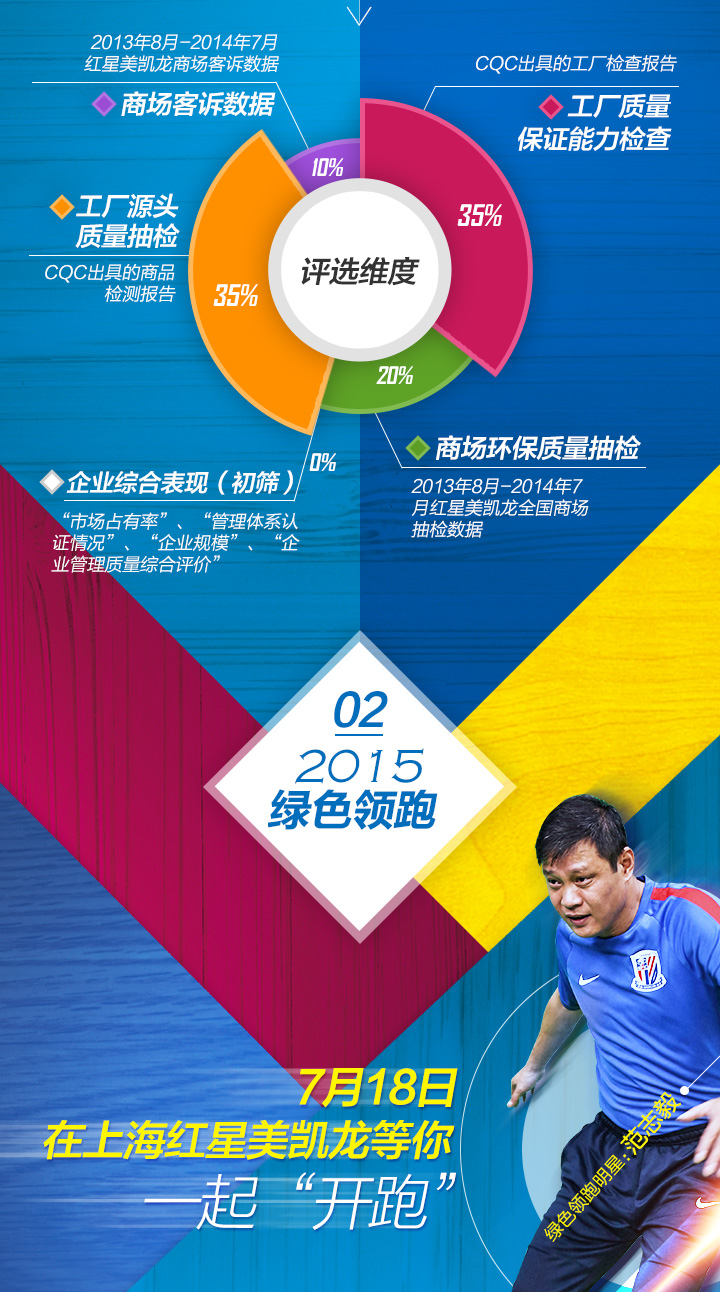 2013年8月-2014年7月
红星美凯龙商场客诉数据
商场客诉数据
CQC出具的工厂检查报告
工厂质量
保证能力检查
10%
35%
工厂源头
质量抽检
CQC出具的商品
检测报告
35%
评选维度
20%
0%
商场环保质量抽检
2013年8月-2014年7
月红星美凯龙全国商场
抽检数据
企业综合表现（初筛）
“市场占有率”、“管理体系认
证情况”、“企业规模”、“企
业管理质量综合评价”
02
2015
绿色领跑
7月18日
在上海红星美凯龙等你
一起“开跑”
绿色领跑明星：范志毅